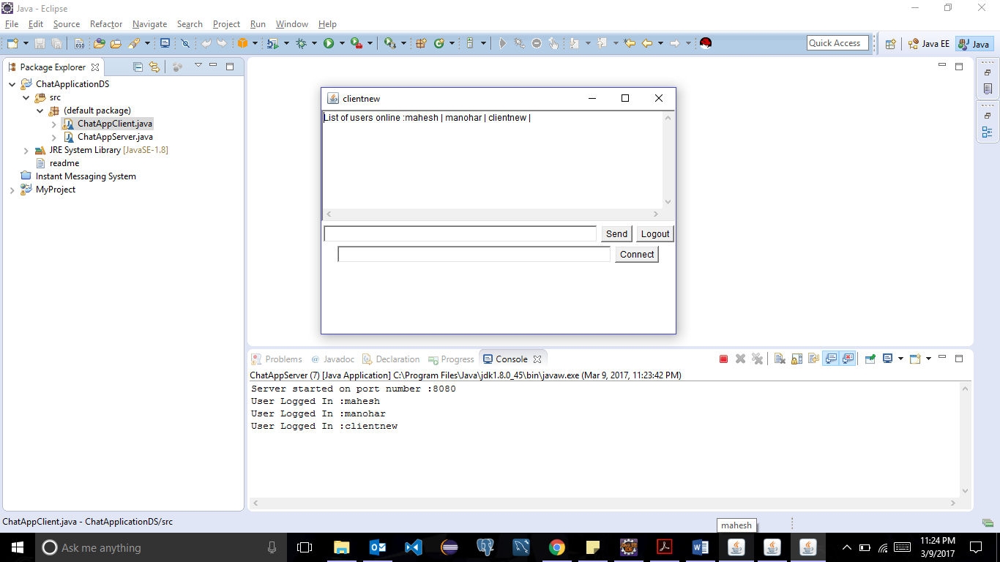 Java - Eclipse
File Edit Source Refactor Navigate Search Project Run Window Help
Quick Access
Java EE
Java
Package Explorer
ChatApplicationDS
src
(default package)
ChatAppClient.java
ChatAppServer.java
JRE System Library [JavaSE-1.8]
readme
Instant Messaging System
MyProject
clientnew
List of users online :mahesh | manohar | clientnew |
Send
Logout
Connect
Problems
@ Javadoc
Declaration
Progress
Console
ChatAppServer (7) [Java Application] C:\Program Files\Java\jdk1.8.0_45\bin\javaw.exe (Mar 9, 2017, 11:23:42 PM)
Server started on port number :8080
User Logged In :mahesh
User Logged In :manohar
User Logged In :clientnew
ChatAppClient.java - ChatApplicationDS/src
mahesh
Ask me anything
11:24 PM
3/9/2017